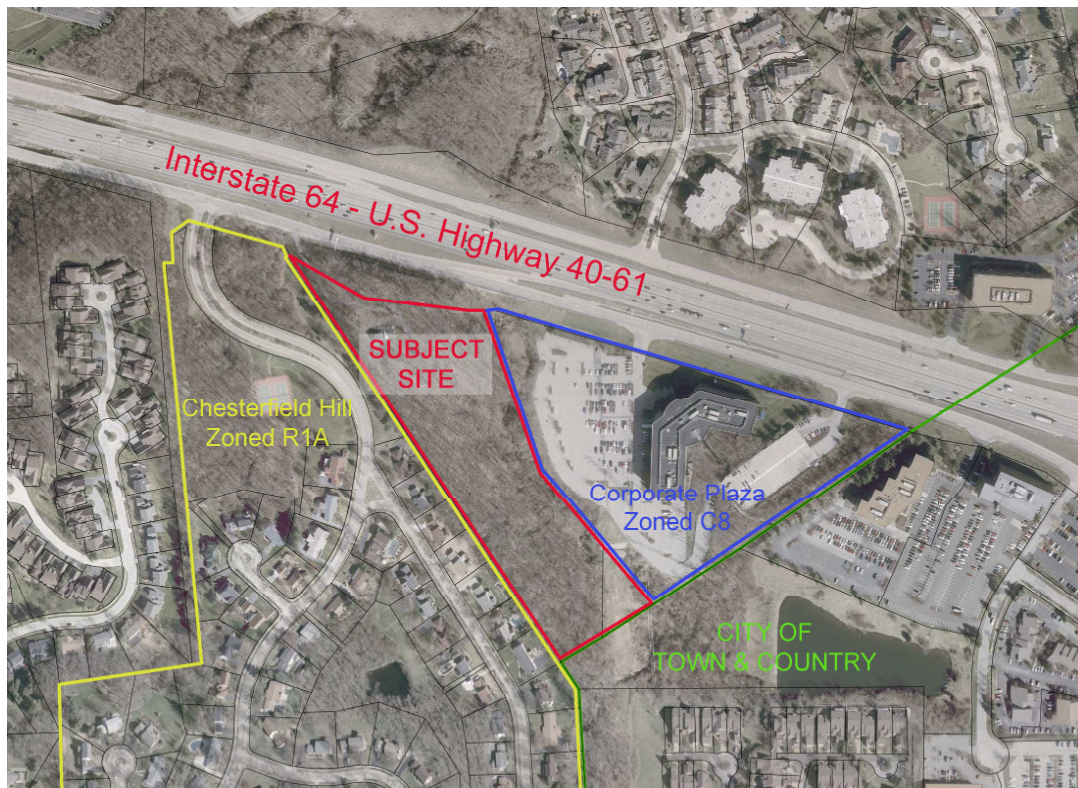 Interstate 64 - U.S. Highway 40-61
SUBJECT
SITE
Chesterfield Hill
Zoned R1A
Corporate Plaza
Zoned C8
CITY OF
TOWN & COUNTRY